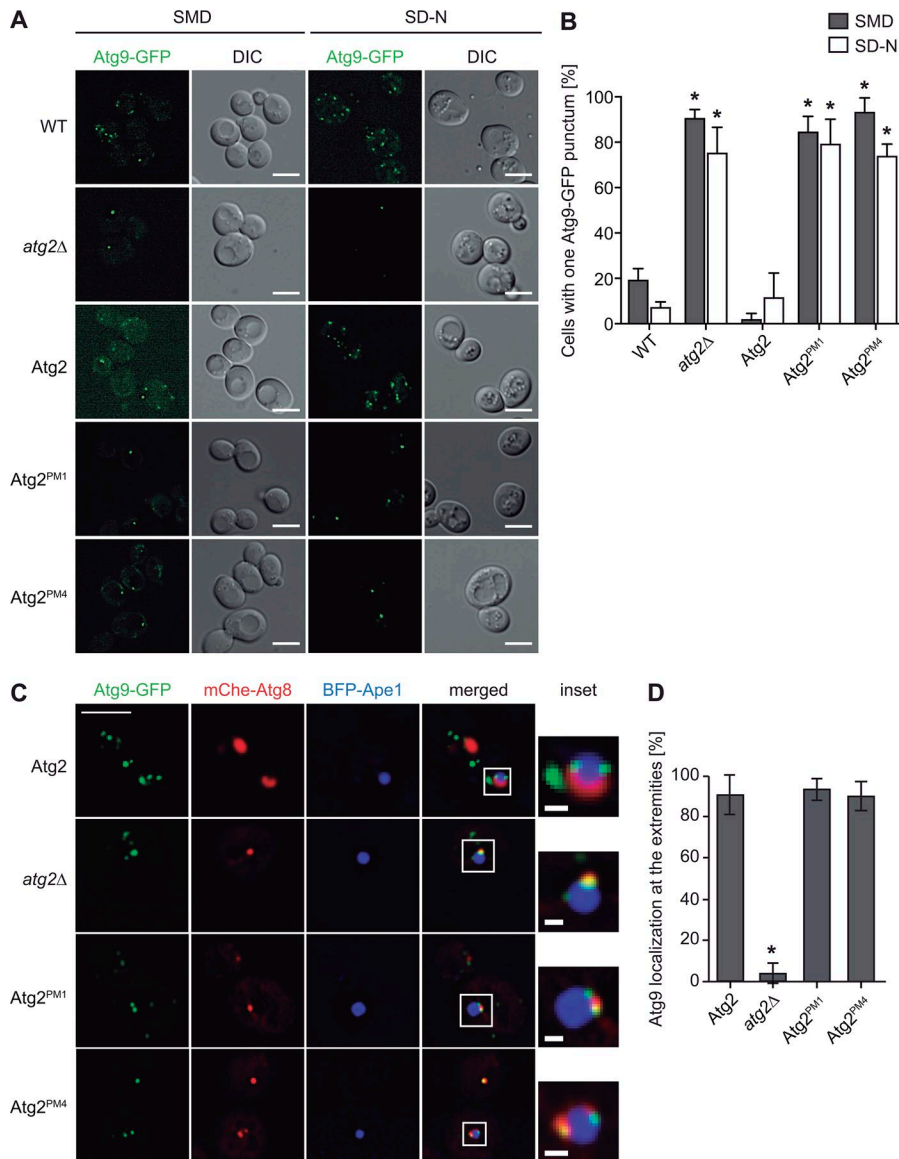 A
SMD
SD-N
Atg9-GFP
DIC
Atg9-GFP
DIC
WT
atg2Δ
Atg2
Atg2PM1
Atg2PM4
B
SMD
SD-N
Cells with one Atg9-GFP punctum [%]
100
80
60
40
20
0
* * * * * *
WT
atg2Δ
Atg2
Atg2PM1
Atg2PM4
C
Atg9-GFP
mChe-Atg8
BFP-Ape1
merged
inset
Atg2
atg2Δ
Atg2PM1
Atg2PM4
D
Atg9 localization at the extremities [%]
100
80
60
40
20
0
*
Atg2
atg2Δ
Atg2PM1
Atg2PM4